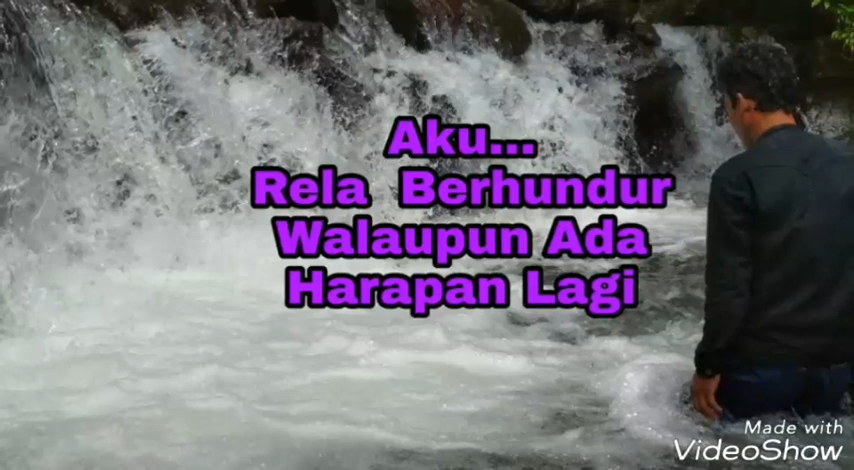 Aku...
Rela Berhundur
Walaupun Ada
Harapan Lagi
Made with
VideoShow